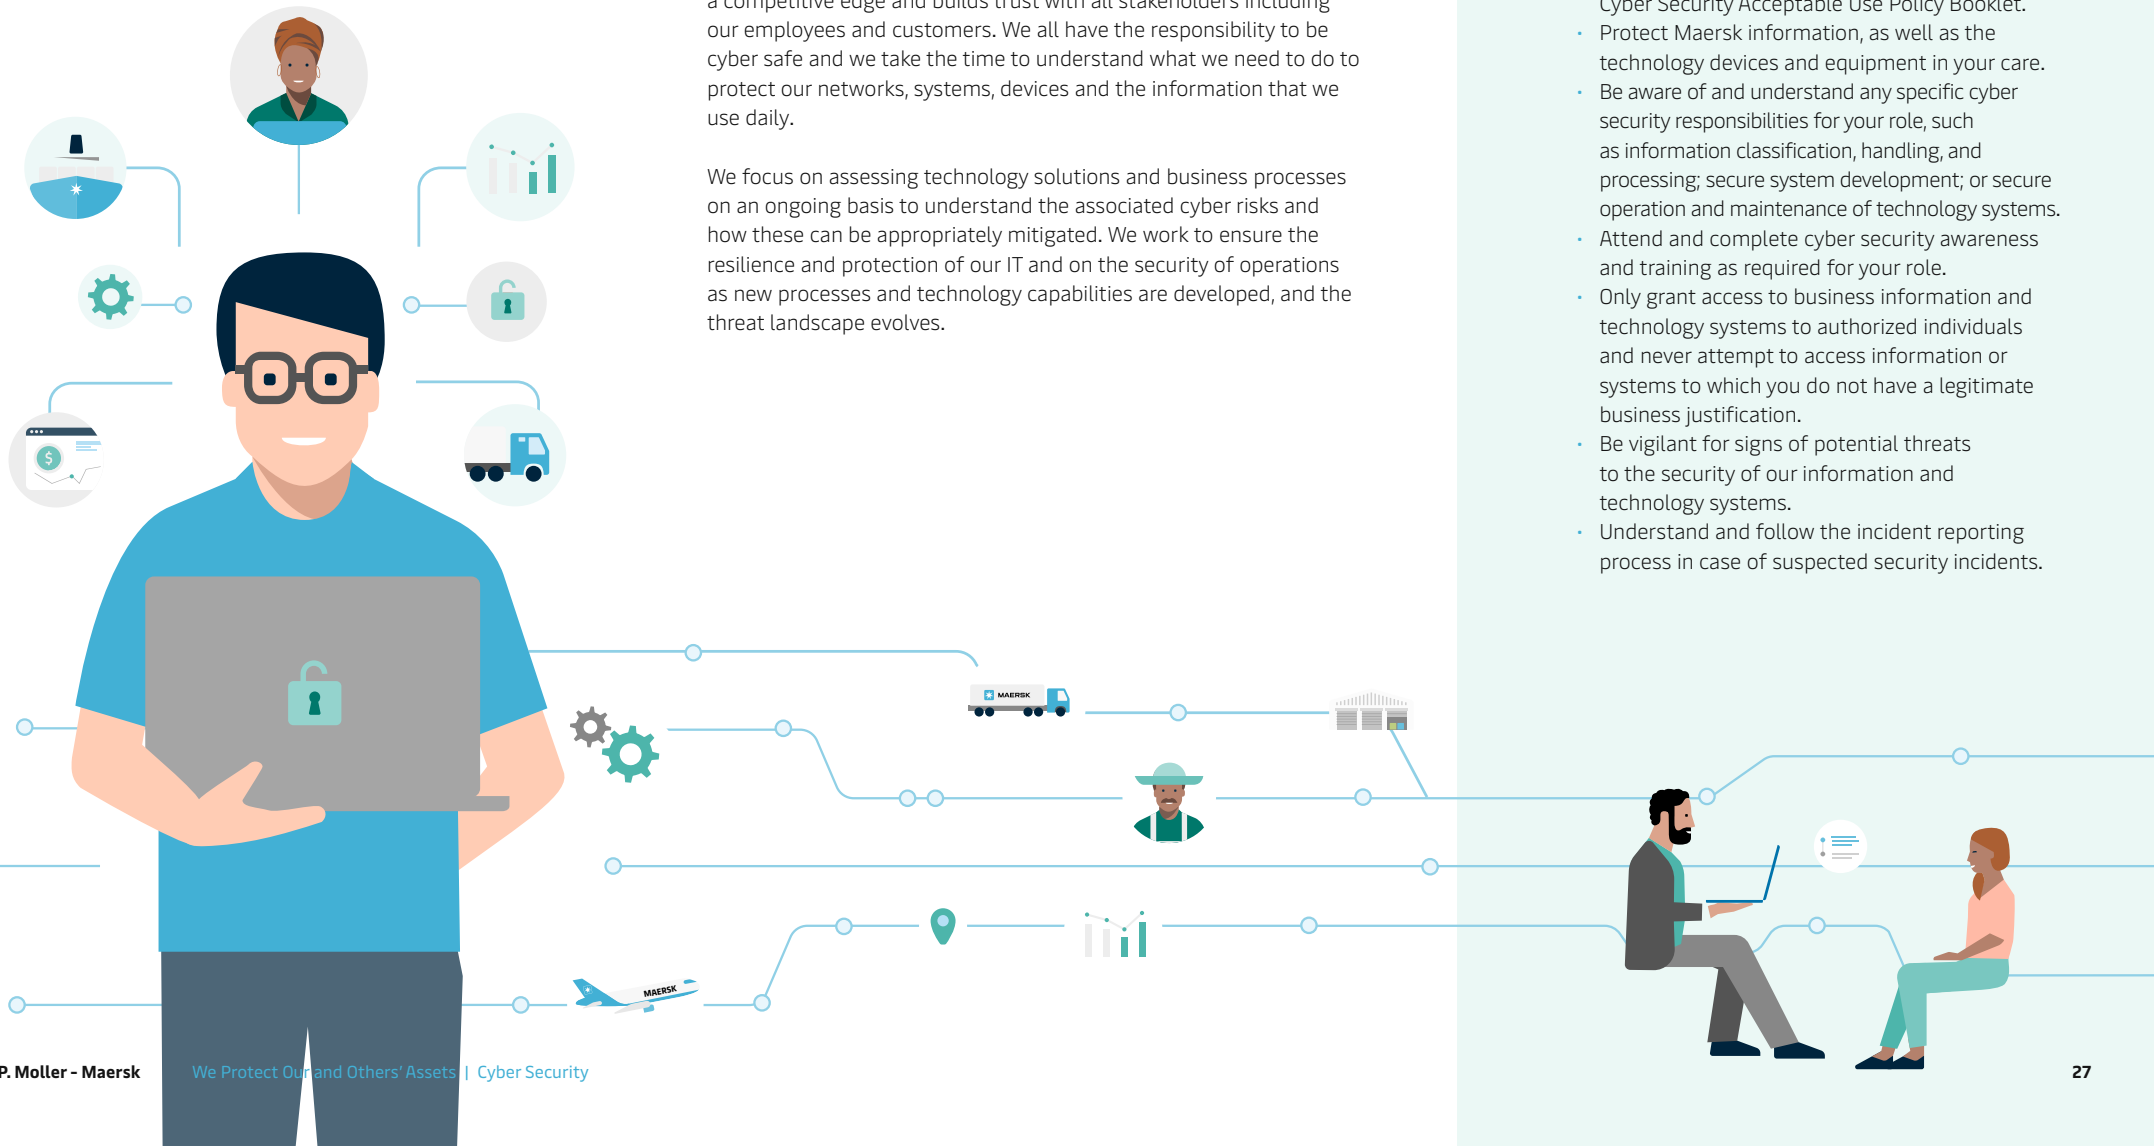 a competitive edge and builds trust with all stakeholders including
our employees and customers. We all have the responsibility to be
cyber safe and we take the time to understand what we need to do to
protect our networks, systems, devices and the information that we
use daily.
We focus on assessing technology solutions and business processes
on an ongoing basis to understand the associated cyber risks and
how these can be appropriately mitigated. We work to ensure the
resilience and protection of our IT and on the security of operations
as new processes and technology capabilities are developed, and the
threat landscape evolves.
Cyber Security Acceptable Use Policy Booklet.
· Protect Maersk information, as well as the
technology devices and equipment in your care.
· Be aware of and understand any specific cyber
security responsibilities for your role, such
as information classification, handling, and
processing; secure system development; or secure
operation and maintenance of technology systems.
· Attend and complete cyber security awareness
and training as required for your role.
· Only grant access to business information and
technology systems to authorized individuals
and never attempt to access information or
systems to which you do not have a legitimate
business justification.
· Be vigilant for signs of potential threats
to the security of our information and
technology systems.
· Understand and follow the incident reporting
process in case of suspected security incidents.
$
MAERSK
MAERSK
P. Moller - Maersk
We Protect Our and Others' Assets | Cyber Security
27